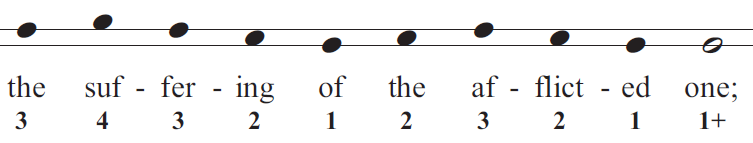 the suf - fer - ing of the af - flict - ed one;
3 4 3 2 1 2 3 2 1 1+